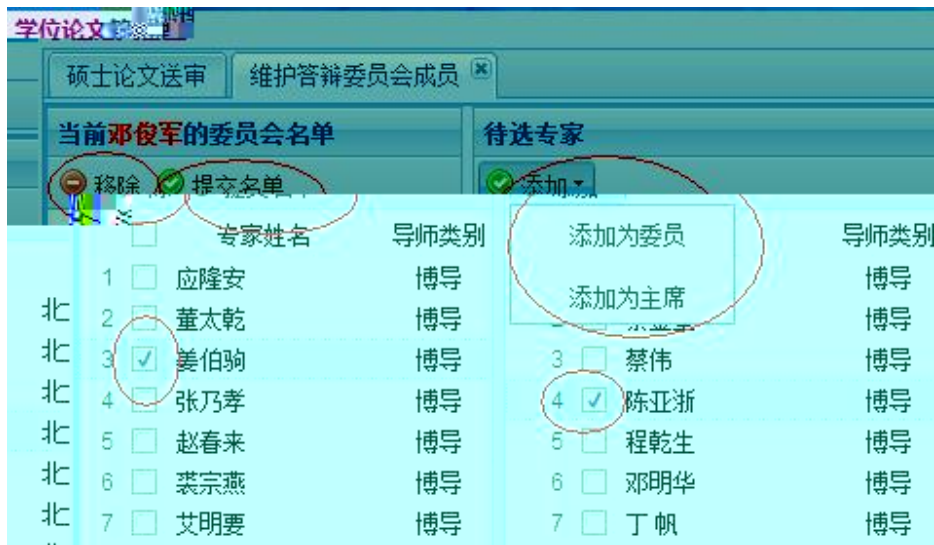 学位论文
硕士论文送审 维护答辩委员会成员
当前邓俊军的委员会名单 待选专家
移除 提交名单 添加
专家姓名 导师类别 添加为委员 导师类别
1 应隆安 博导 博导
添加为主席
北 2 董太乾 博导 博导
北 3 姜伯驹 博导 3 蔡伟 博导
北 4 张乃孝 博导 4 陈亚浙 博导
北 5 赵春来 博导 5 程乾生 博导
北 6 裘宗燕 博导 6 邓明华 博导
北 7 艾明要 博导 7 丁帆 博导